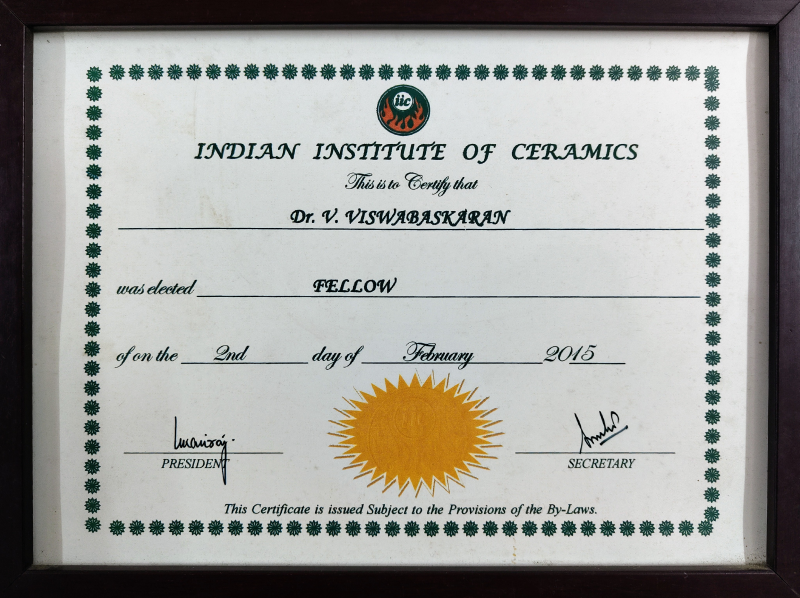 iic
INDIAN INSTITUTE OF CERAMICS
This is to Certify that
Dr. V. VISWABASKARAN
was elected FELLOW
of on the 2nd day of February 2015
PRESIDENT SECRETARY
This Certificate is issued Subject to the Provisions of the By-Laws.